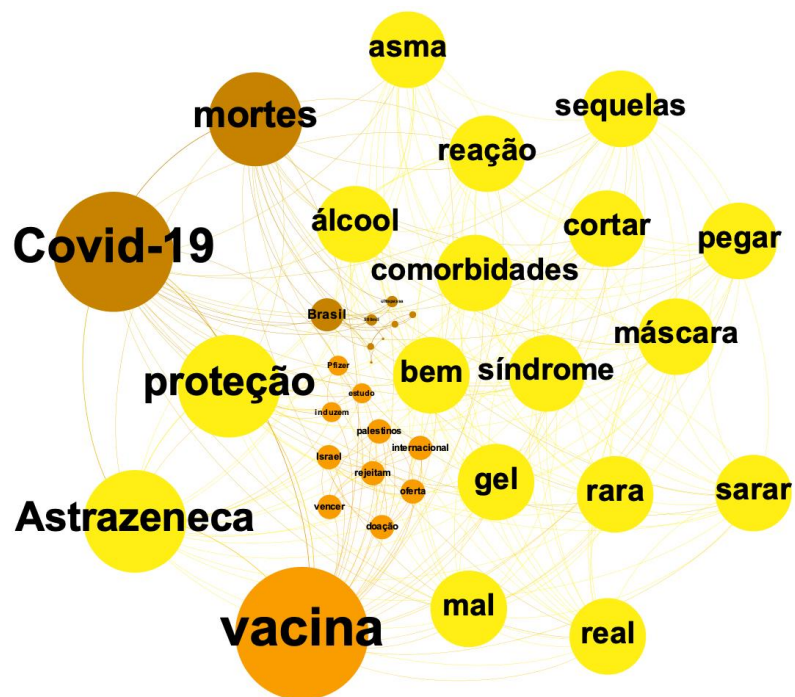 asma
mortes
sequelas
reação
álcool
cortar
pegar
Covid-19
comorbidades
Brasil
máscara
proteção
Pfizer
bem
síndrome
estudo
induzem
palestinos
internacional
Israel
rejeitam
gel
rara
sarar
oferta
vencer
Astrazeneca
doação
mal
vacina
real